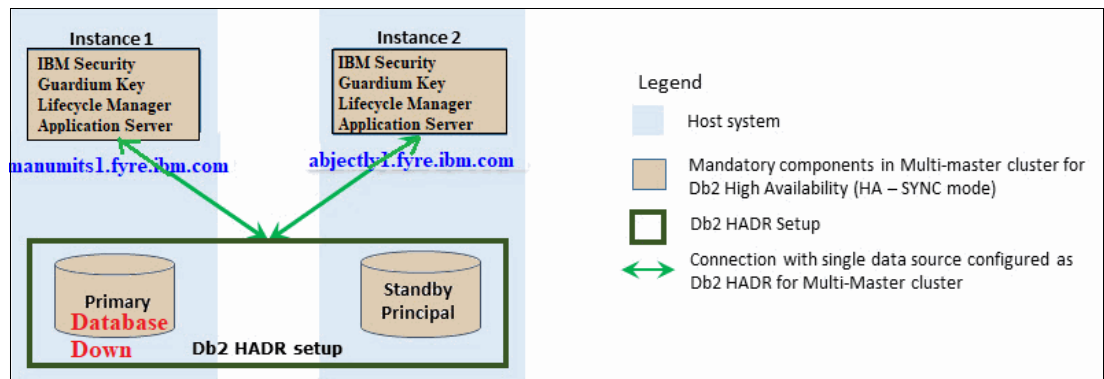 Instance 1
IBM Security
Guardium Key
Lifecycle Manager
Application Server
manumits1.fyre.ibm.com
Instance 2
IBM Security
Guardium Key
Lifecycle Manager
Application Server
abjectly1.fyre.ibm.com
Primary
Database
Down
Standby
Principal
Db2 HADR setup
Legend
Host system
Mandatory components in Multi-master cluster for
Db2 High Availability (HA – SYNC mode)
Db2 HADR Setup
Connection with single data source configured as
Db2 HADR for Multi-Master cluster